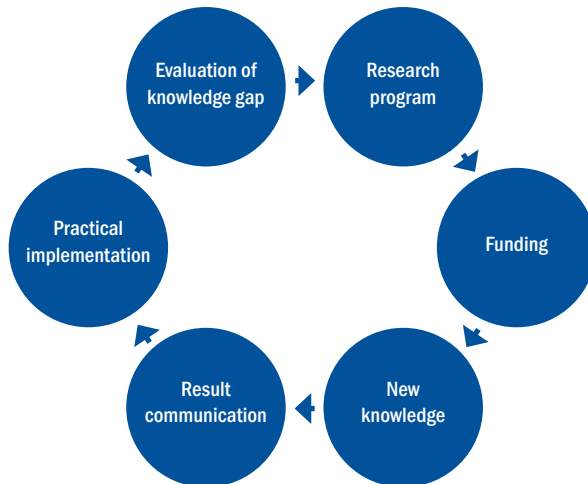 Evaluation of
knowledge gap
Research
program
Funding
New
knowledge
Result
communication
Practical
implementation